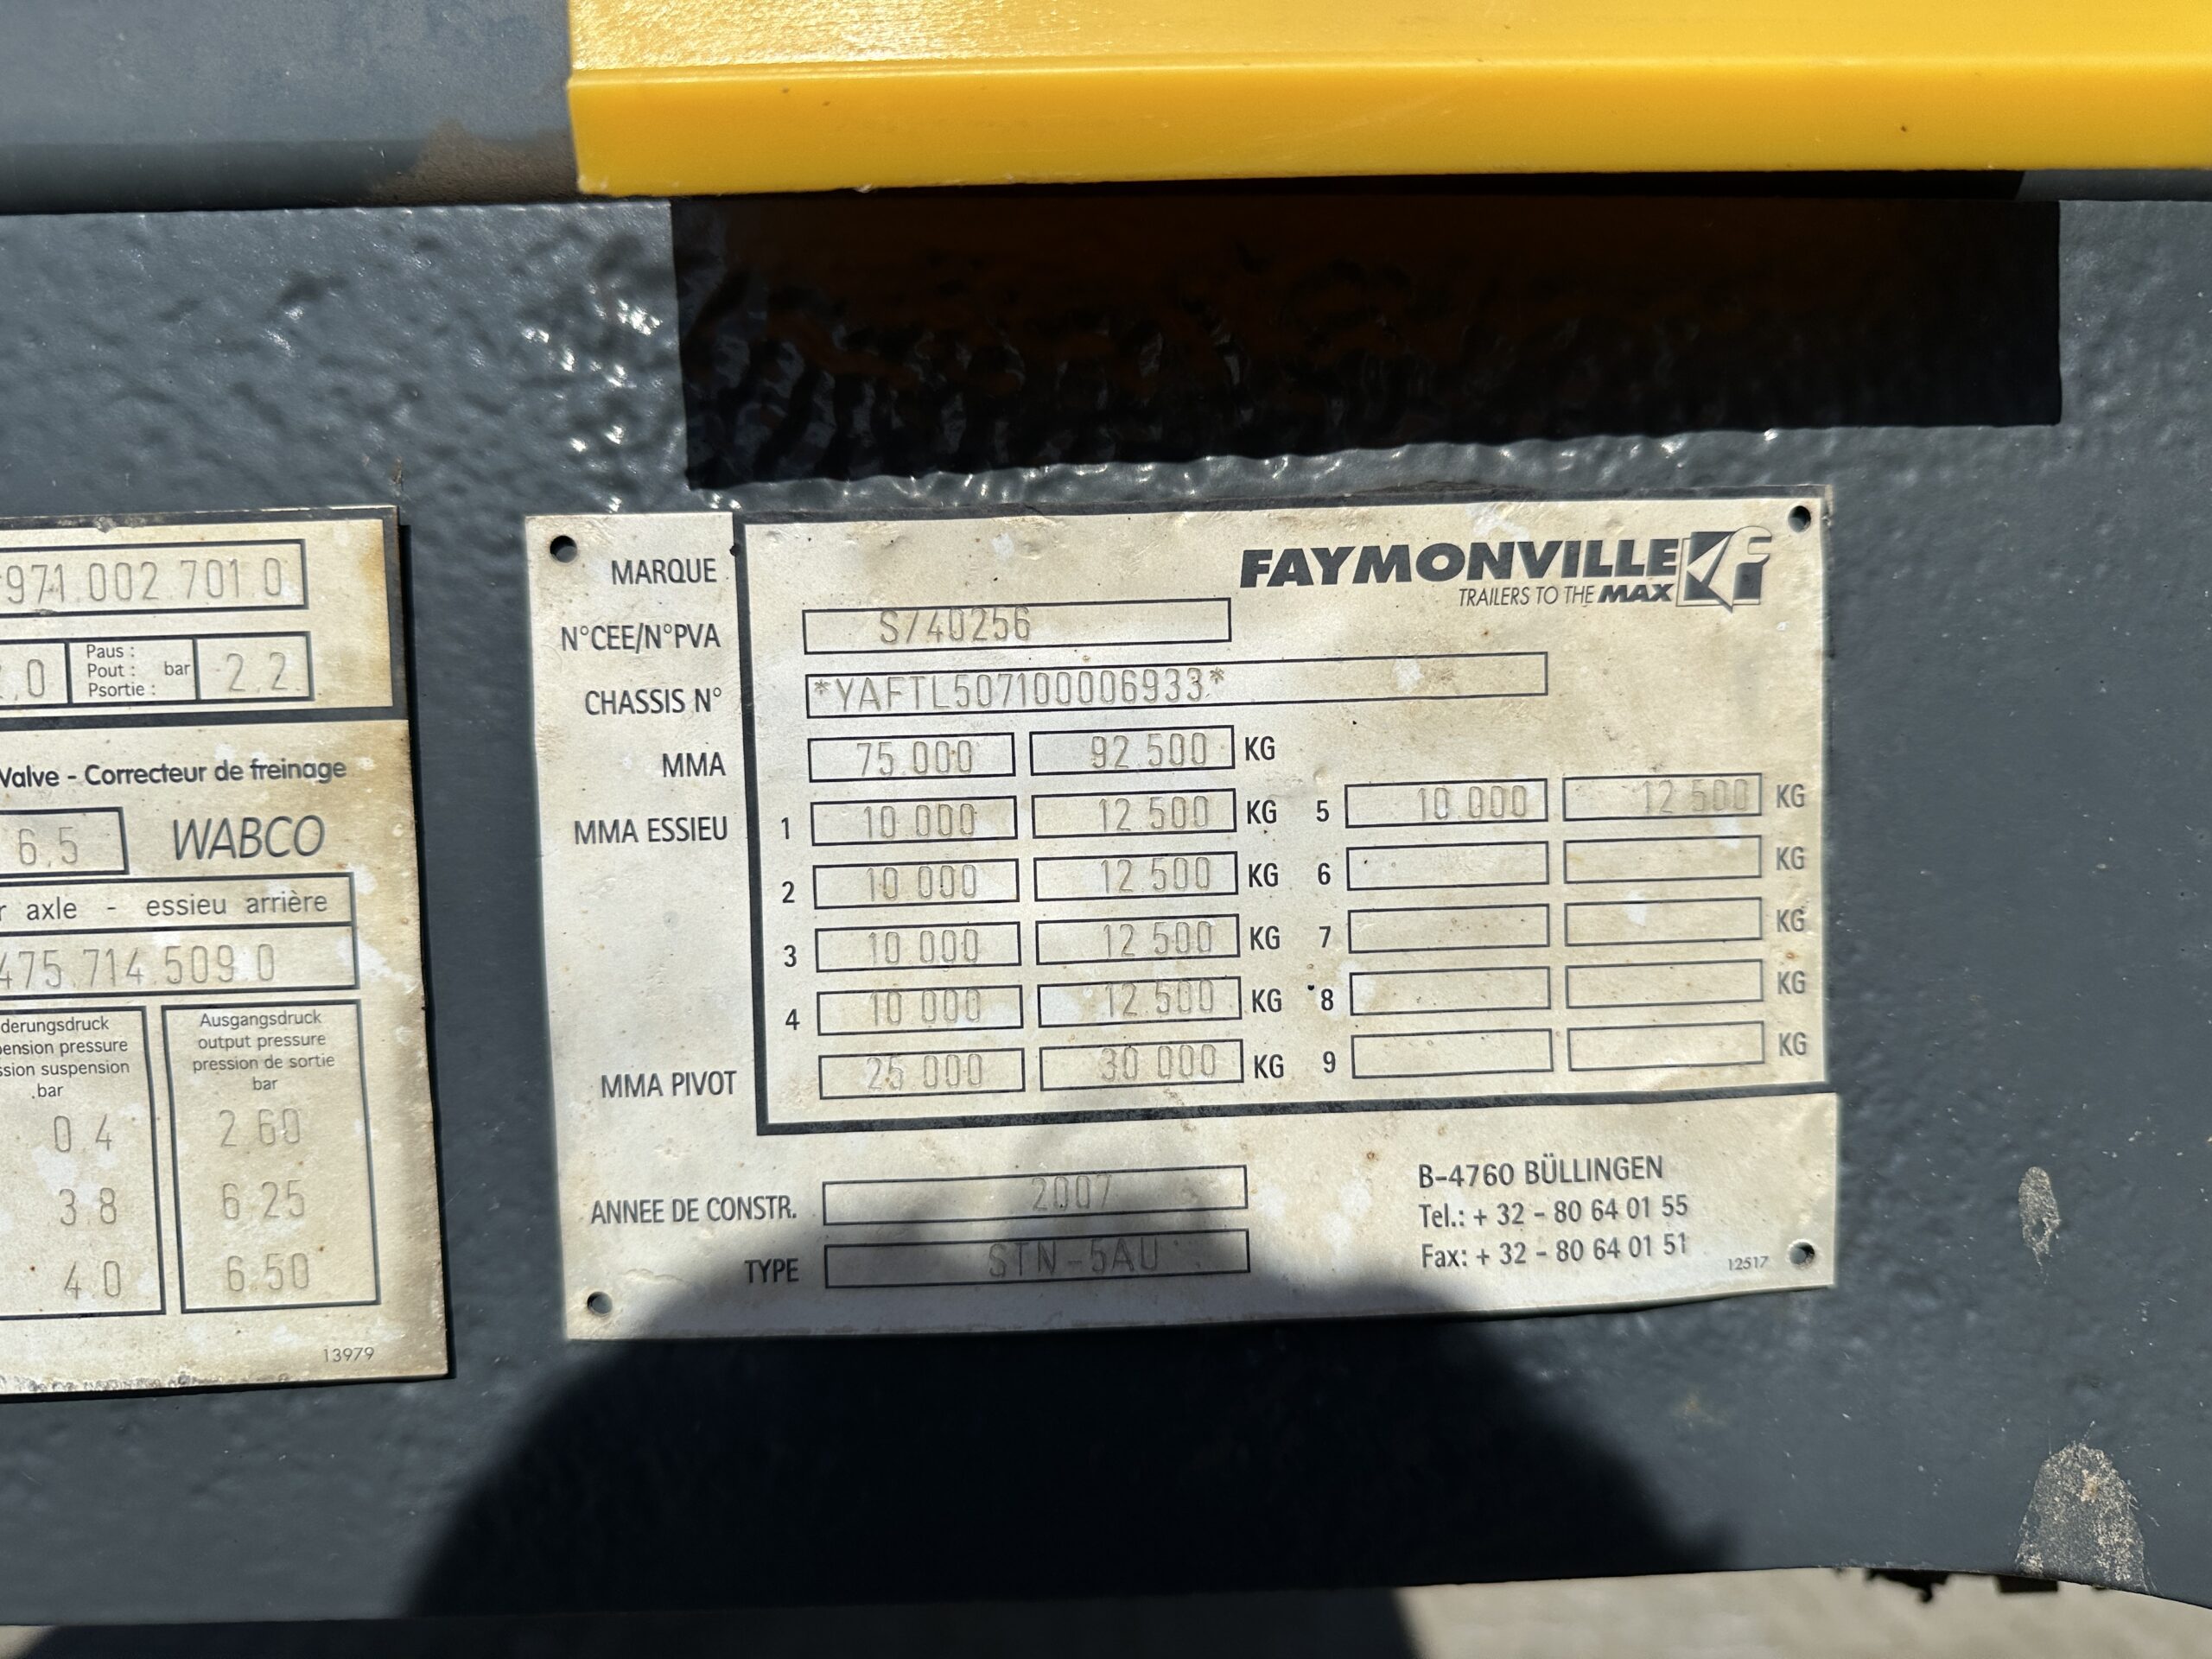 971.002.701.0
.0 Paus : Pout : Psortie : bar 2.2
Valve - Correcteur de freinage
6.5 WABCO
r axle - essieu arrière
475.714.509.0
derungsdruck
pension pressure
ssion suspension
.bar
Ausgangsdruck
output pressure
pression de sortie
bar
0.4 2.60
3.8 6.25
4.0 6.50
13979
FAYMONVILLE
TRAILERS TO THE MAX
MARQUE
N°CEE/N°PVA S740256
CHASSIS N° *YAFTL507100006933*
MMA 75.000 92.500 KG
MMA ESSIEU 1 10.000 12.500 KG 5 10.000 12.500 KG
2 10.000 12.500 KG 6 KG
3 10.000 12.500 KG 7 KG
4 10.000 12.500 KG 8 KG
MMA PIVOT 25.000 30.000 KG 9 KG
ANNEE DE CONSTR. 2007
TYPE STN-5AU
B-4760 BÜLLINGEN
Tel.: + 32 - 80 64 01 55
Fax: + 32 - 80 64 01 51
12517